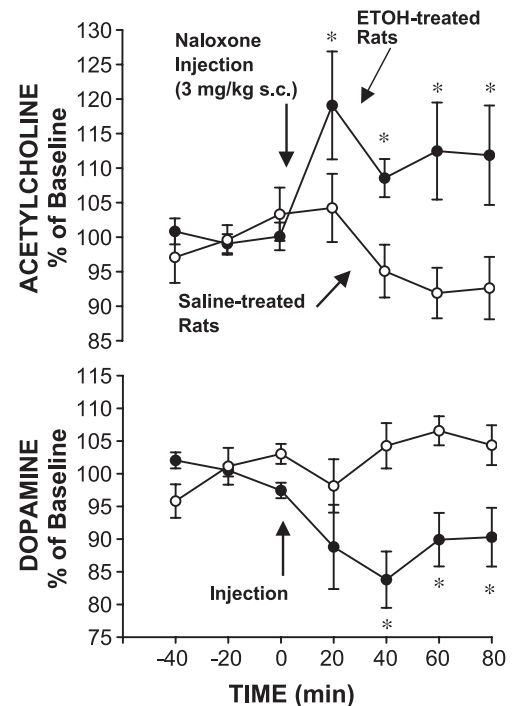 ETOH-treated
Rats
Naloxone
Injection
(3 mg/kg s.c.)
*
*
*
*
130
125
120
115
110
105
100
95
90
85
ACETYLCHOLINE
% of Baseline
Saline-treated
Rats
115
110
105
100
95
90
85
80
75
DOPAMINE
% of Baseline
Injection
*
*
*
-40 -20 0 20 40 60 80
TIME (min)